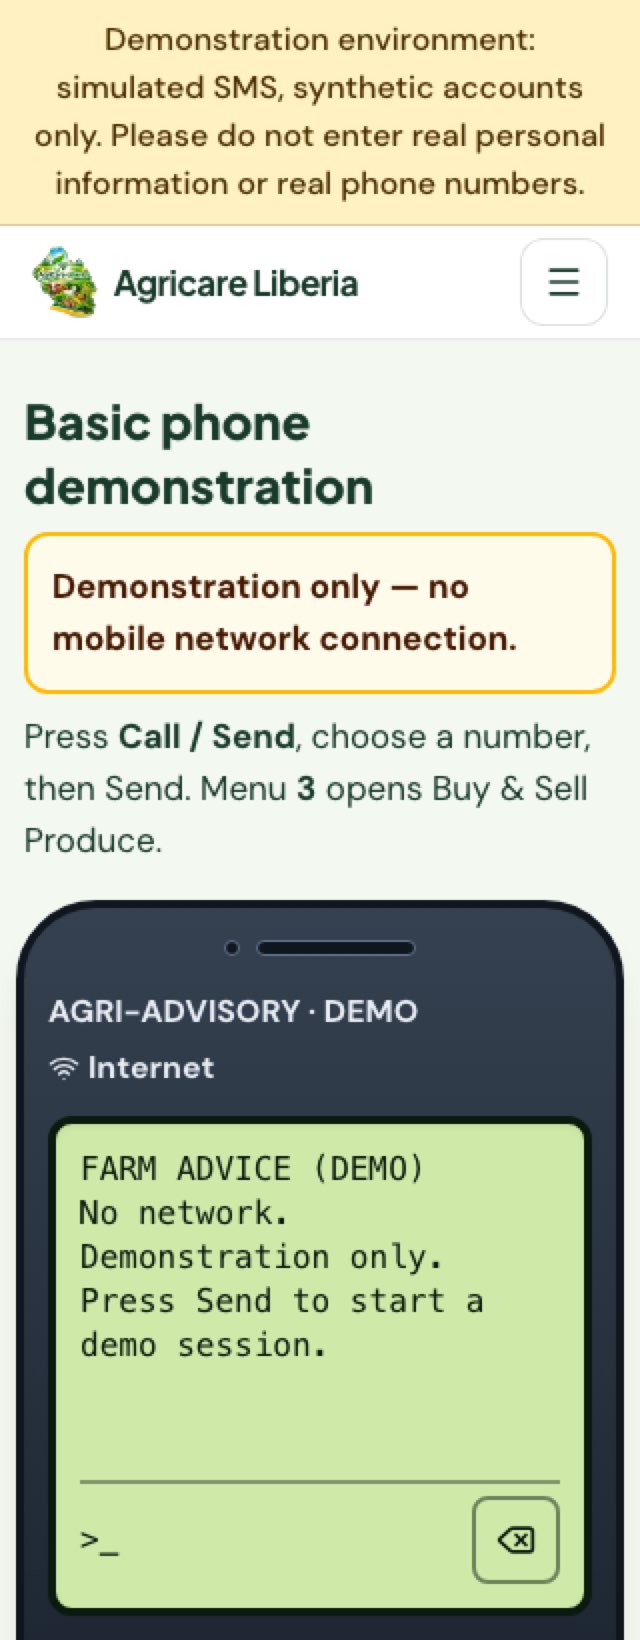 Demonstration environment:
simulated SMS, synthetic accounts
only. Please do not enter real personal
information or real phone numbers.
Agricare Liberia
Basic phone
demonstration
Demonstration only — no
mobile network connection.
Press Call / Send, choose a number,
then Send. Menu 3 opens Buy & Sell
Produce.
AGRI-ADVISORY · DEMO
Internet
FARM ADVICE (DEMO)
No network.
Demonstration only.
Press Send to start a
demo session.
>_